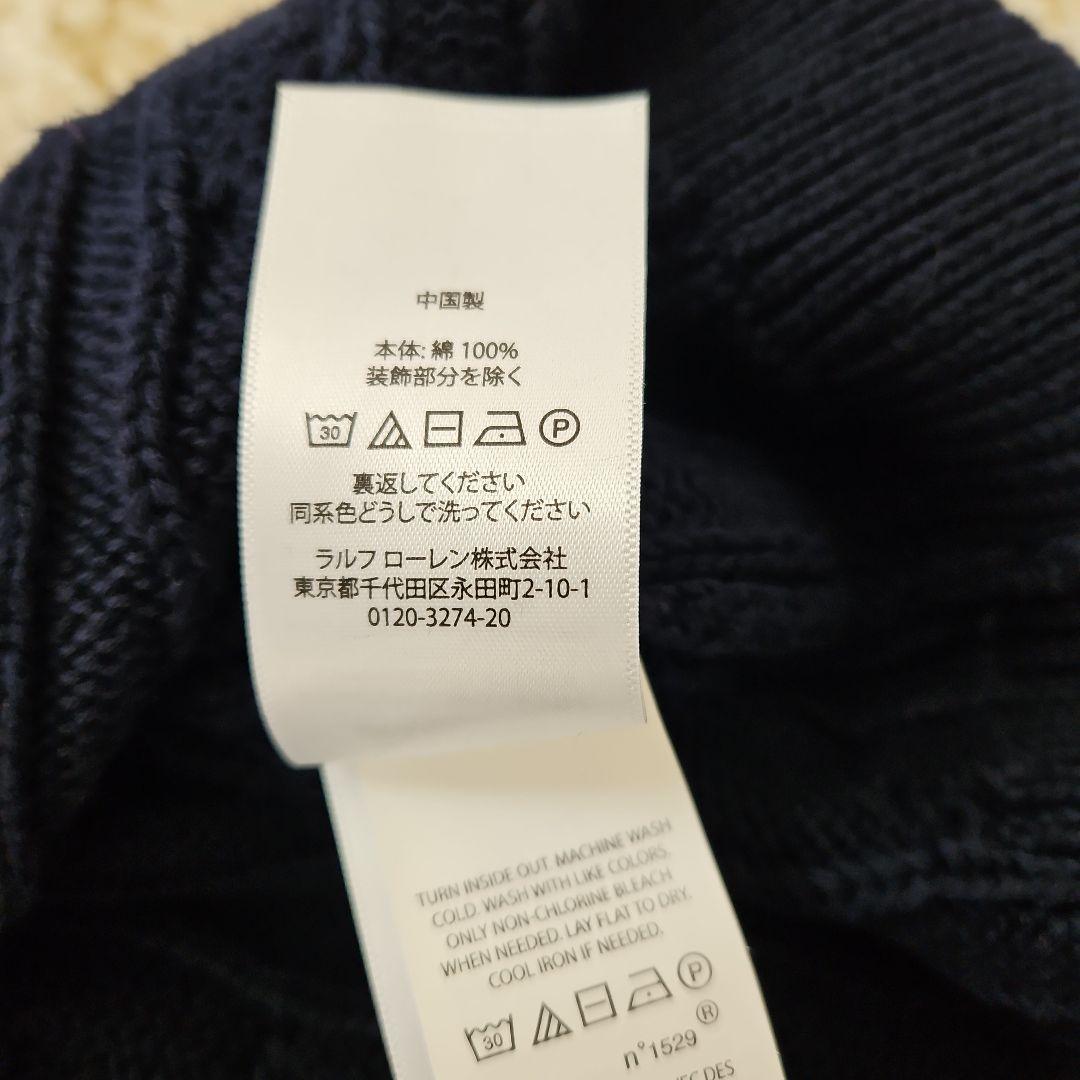 中国製
本体: 綿 100%
装飾部分を除く
30 P
裏返してください
同系色どうしで洗ってください
ラルフ ローレン株式会社
東京都千代田区永田町2-10-1
0120-3274-20
TURN INSIDE OUT. MACHINE WASH
COLD. WASH WITH LIKE COLORS.
ONLY NON-CHLORINE BLEACH
WHEN NEEDED. LAY FLAT TO DRY.
COOL IRON IF NEEDED.
30 P
®
n°1529
DES